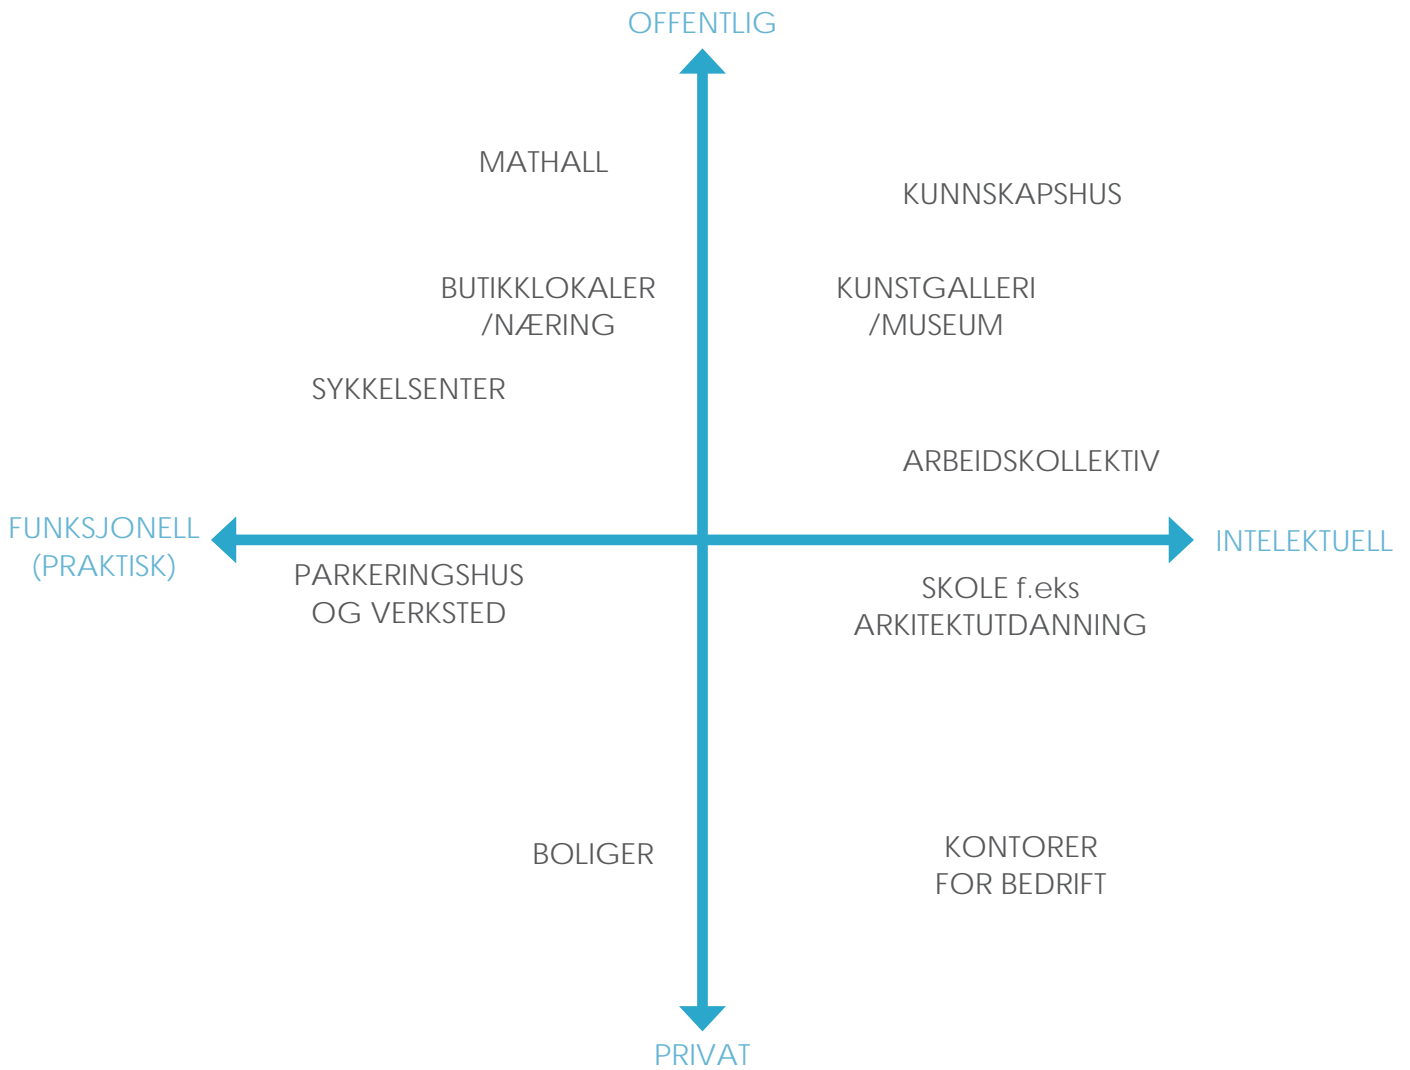 OFFENTLIG
MATHALL
KUNNSKAPSHUS
BUTIKKLOKALER
/NÆRING
KUNSTGALLERI
/MUSEUM
SYKKELSENTER
ARBEIDSKOLLEKTIV
FUNKSJONELL
(PRAKTISK)
INTELEKTUELL
PARKERINGSHUS
OG VERKSTED
SKOLE f.eks
ARKITEKTUTDANNING
BOLIGER
KONTORER
FOR BEDRIFT
PRIVAT